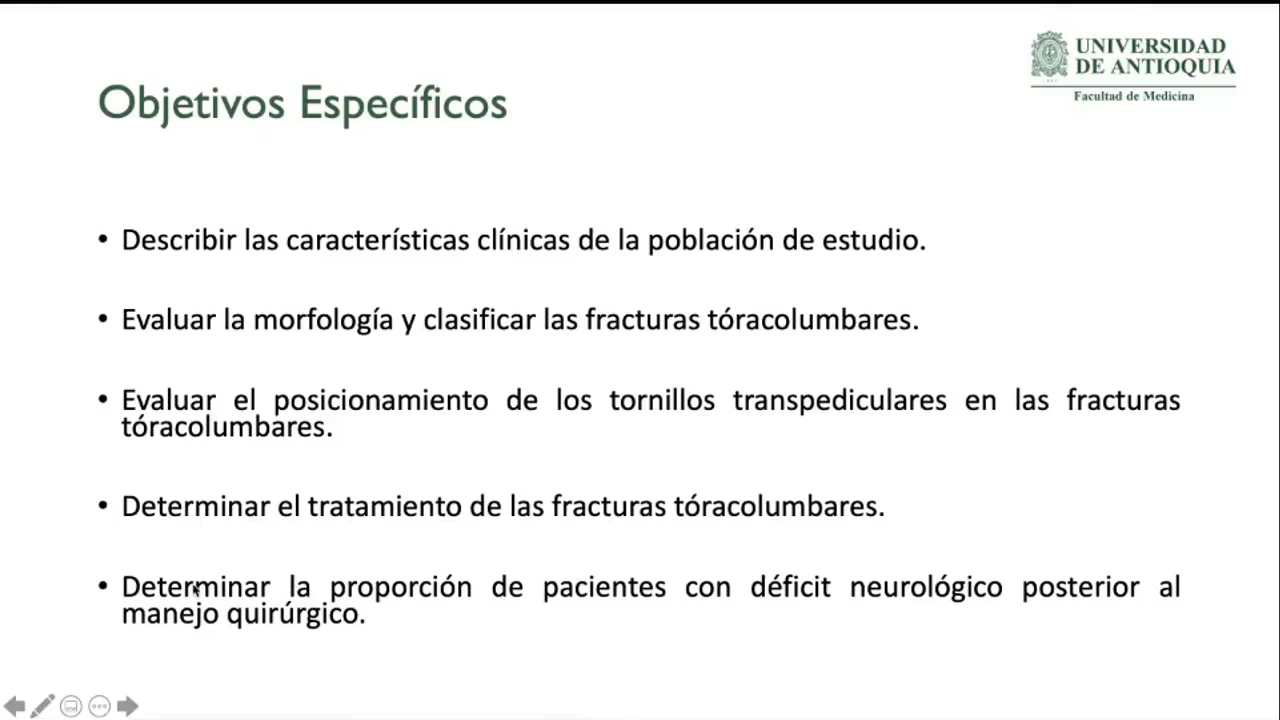 UNIVERSIDAD
DE ANTIOQUIA
Facultad de Medicina
Objetivos Específicos
• Describir las características clínicas de la población de estudio.
• Evaluar la morfología y clasificar las fracturas tóracolumbares.
• Evaluar el posicionamiento de los tornillos transpediculares en las fracturas
tóracolumbares.
• Determinar el tratamiento de las fracturas tóracolumbares.
• Determinar la proporción de pacientes con déficit neurológico posterior al
manejo quirúrgico.